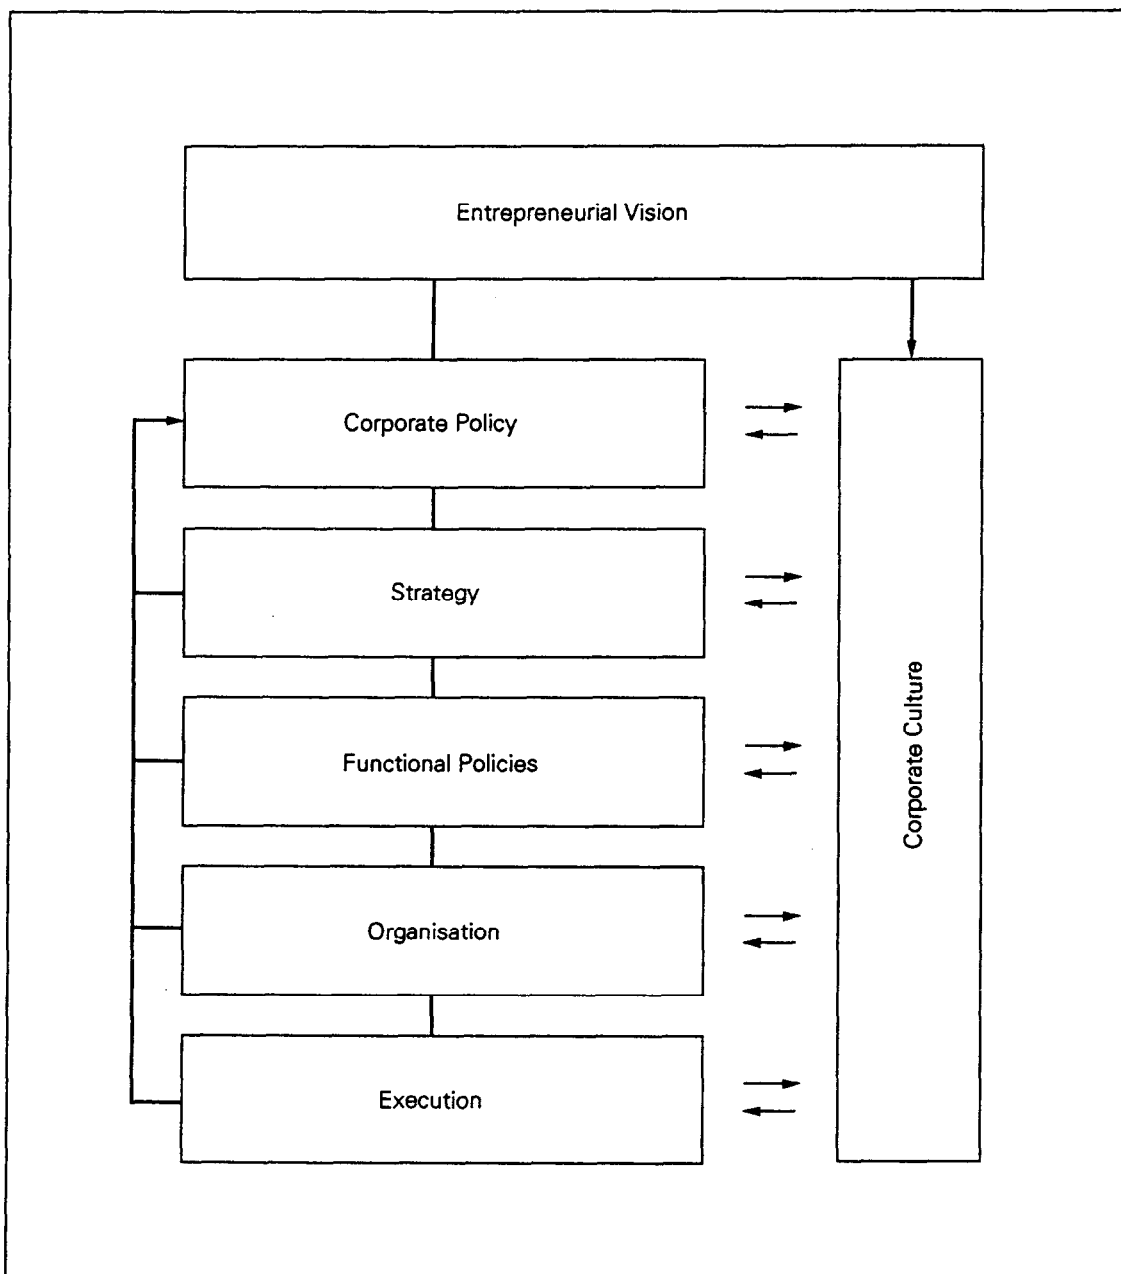 Entrepreneurial Vision
Corporate Policy
Strategy
Functional Policies
Organisation
Execution
Corporate Culture